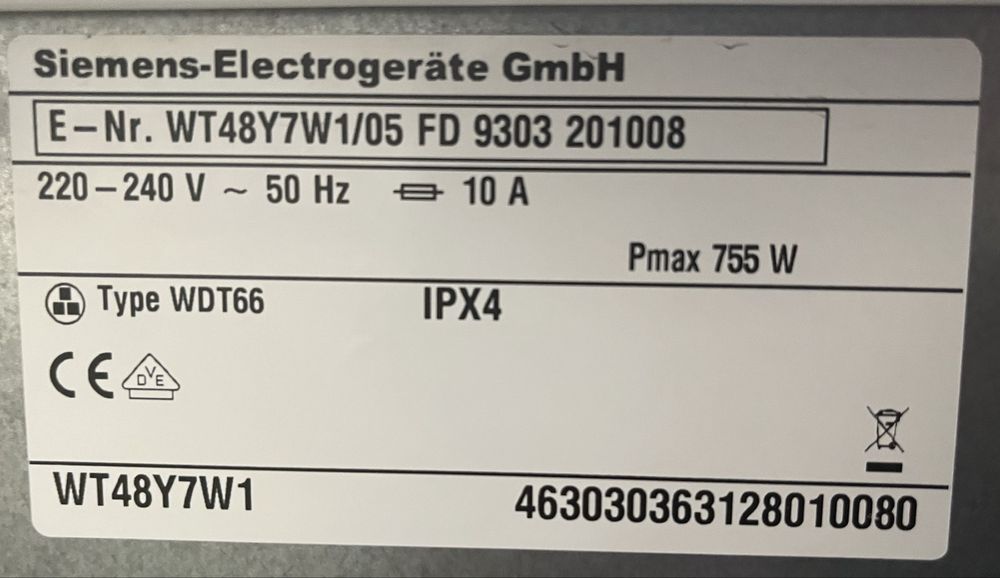 Siemens-Electrogeräte GmbH
E-Nr. WT48Y7W1/05 FD 9303 201008
220-240 V ~ 50 Hz 10 A
Pmax 755 W
Type WDT66 IPX4
CE DVE
WT48Y7W1 463030363128010080